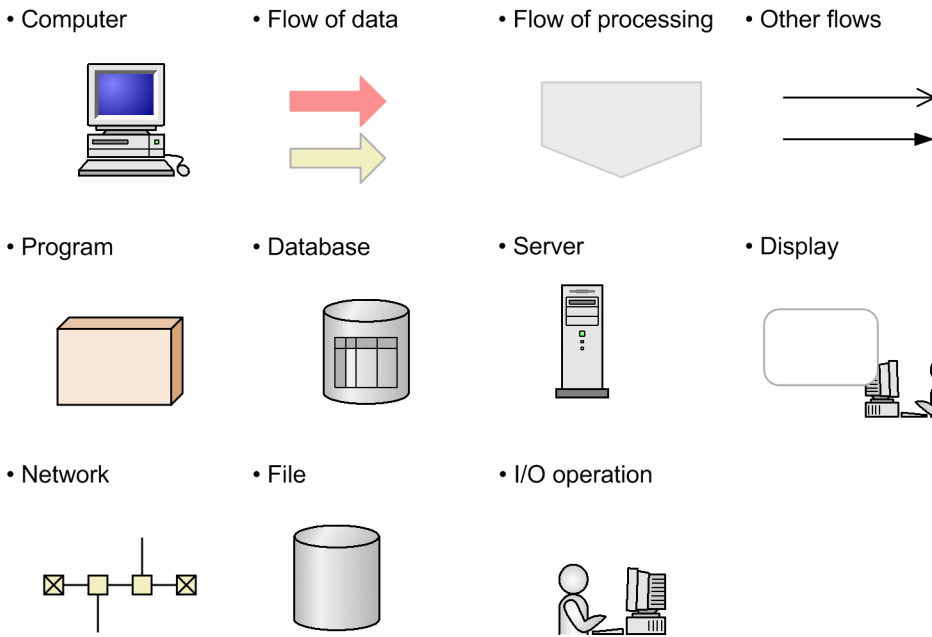 • Computer
• Flow of data
• Flow of processing
• Other flows
• Program
• Database
• Server
• Display
• Network
• File
• I/O operation